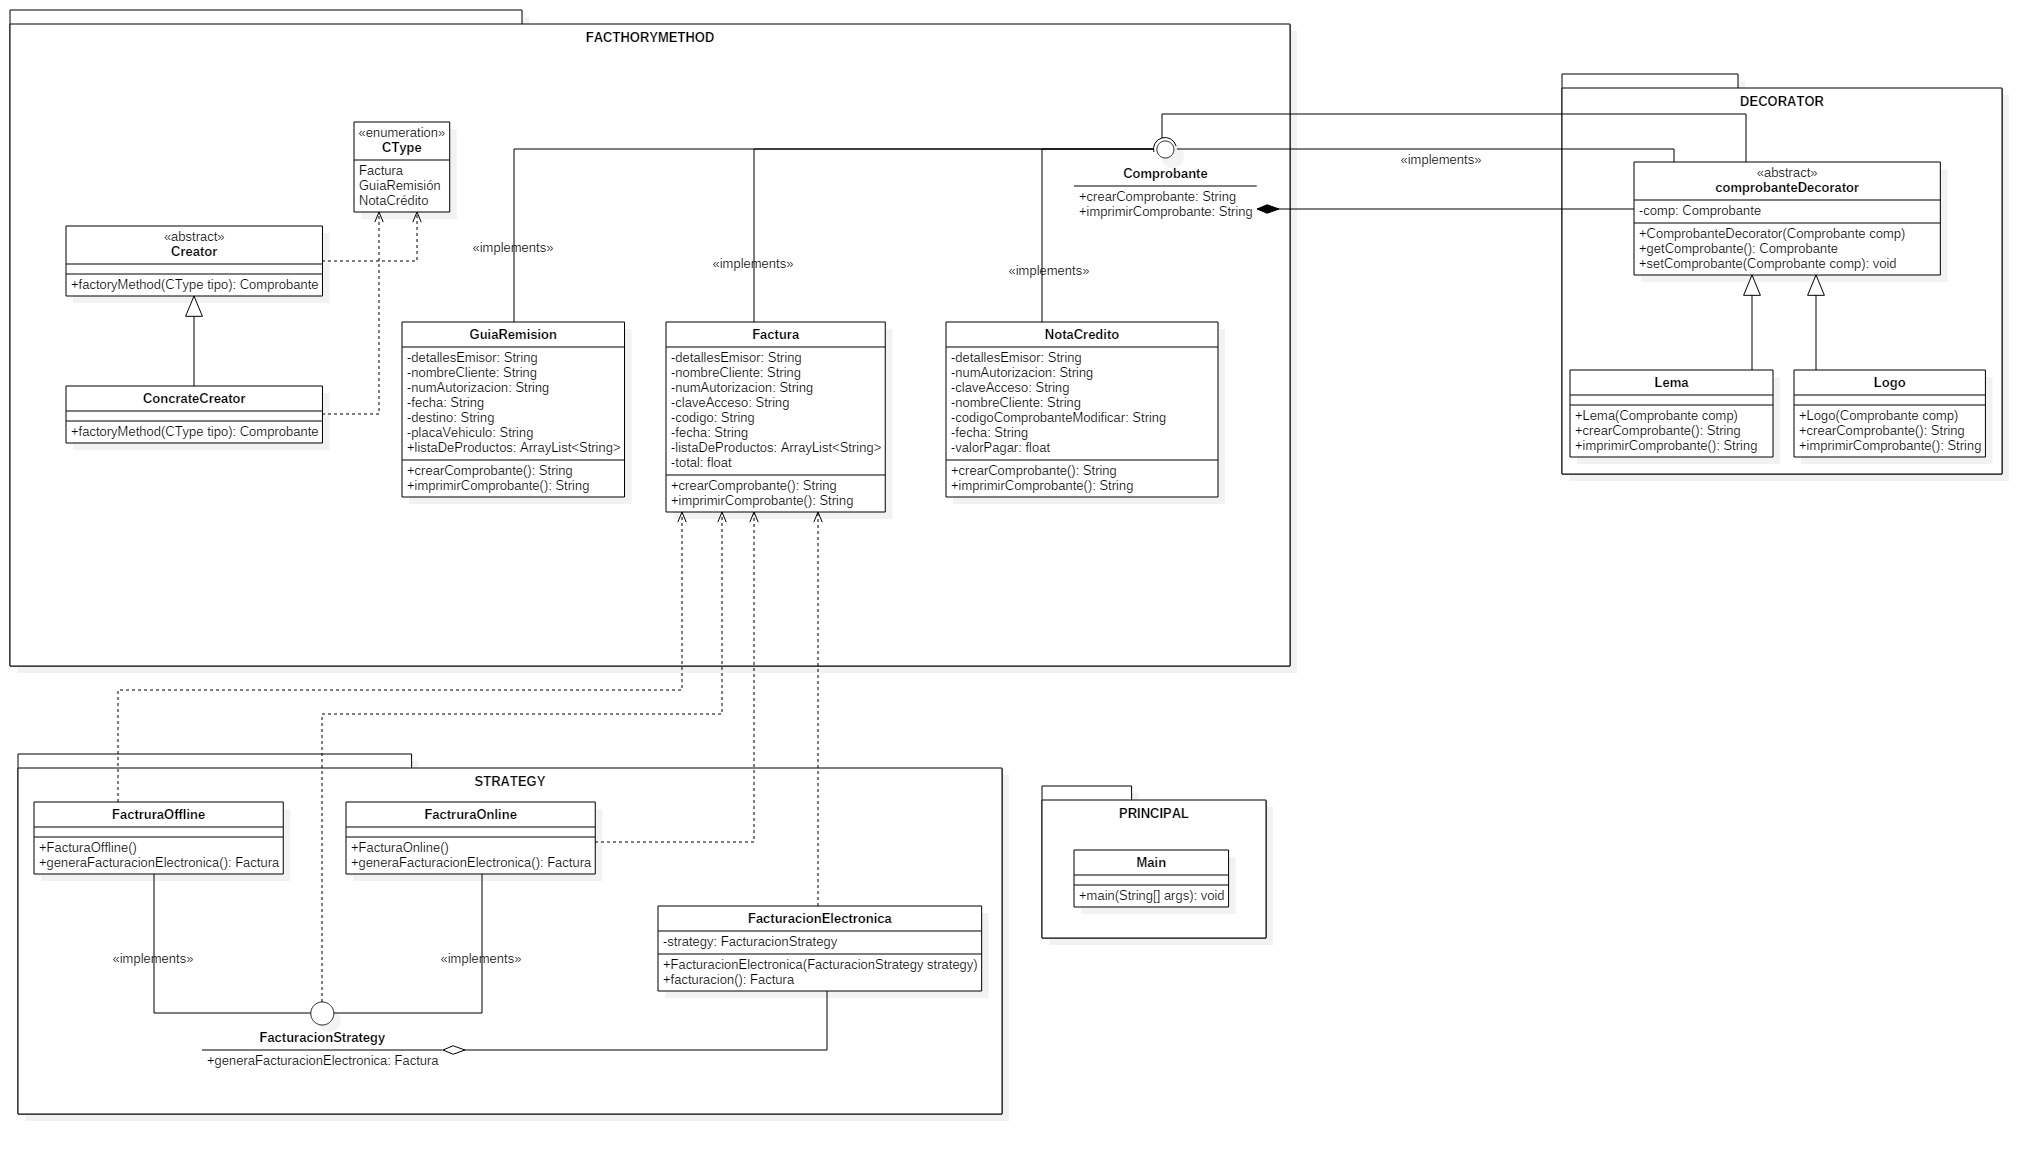 FACTHORYMETHOD
«enumeration»
CType
Factura
GuiaRemisión
NotaCrédito
«abstract»
Creator
+factoryMethod(CType tipo): Comprobante
ConcreteCreator
+factoryMethod(CType tipo): Comprobante
«implements»
«implements»
«implements»
Comprobante
+crearComprobante: String
+imprimirComprobante: String
GuiaRemision
-detallesEmisor: String
-nombreCliente: String
-numAutorizacion: String
-fecha: String
-destino: String
-placaVehiculo: String
+listaDeProductos: ArrayList<String>
+crearComprobante(): String
+imprimirComprobante(): String
Factura
-detallesEmisor: String
-nombreCliente: String
-numAutorizacion: String
-claveAcceso: String
-codigo: String
-fecha: String
-listaDeProductos: ArrayList<String>
-total: float
+crearComprobante(): String
+imprimirComprobante(): String
NotaCredito
-detallesEmisor: String
-numAutorizacion: String
-claveAcceso: String
-nombreCliente: String
-codigoComprobanteModificar: String
-fecha: String
-valorPagar: float
+crearComprobante(): String
+imprimirComprobante(): String
«implements»
DECORATOR
«abstract»
comprobanteDecorator
-comp: Comprobante
+ComprobanteDecorator(Comprobante comp)
+getComprobante(): Comprobante
+setComprobante(Comprobante comp): void
Lema
+Lema(Comprobante comp)
+crearComprobante(): String
+imprimirComprobante(): String
Logo
+Logo(Comprobante comp)
+crearComprobante(): String
+imprimirComprobante(): String
STRATEGY
FactruraOffline
+FacturaOffline()
+generaFacturacionElectronica(): Factura
FactruraOnline
+FacturaOnline()
+generaFacturacionElectronica(): Factura
«implements»
«implements»
FacturacionElectronica
-strategy: FacturacionStrategy
+FacturacionElectronica(FacturacionStrategy strategy)
+facturacion(): Factura
FacturacionStrategy
+generaFacturacionElectronica: Factura
PRINCIPAL
Main
+main(String[] args): void